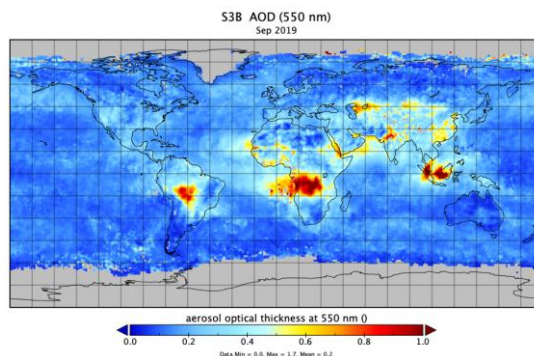 S3B AOD (550 nm)
Sep 2019
aerosol optical thickness at 550 nm ()
0.0 0.2 0.4 0.6 0.8 1.0
Data Min = 0.0, Max = 1.7, Mean = 0.2